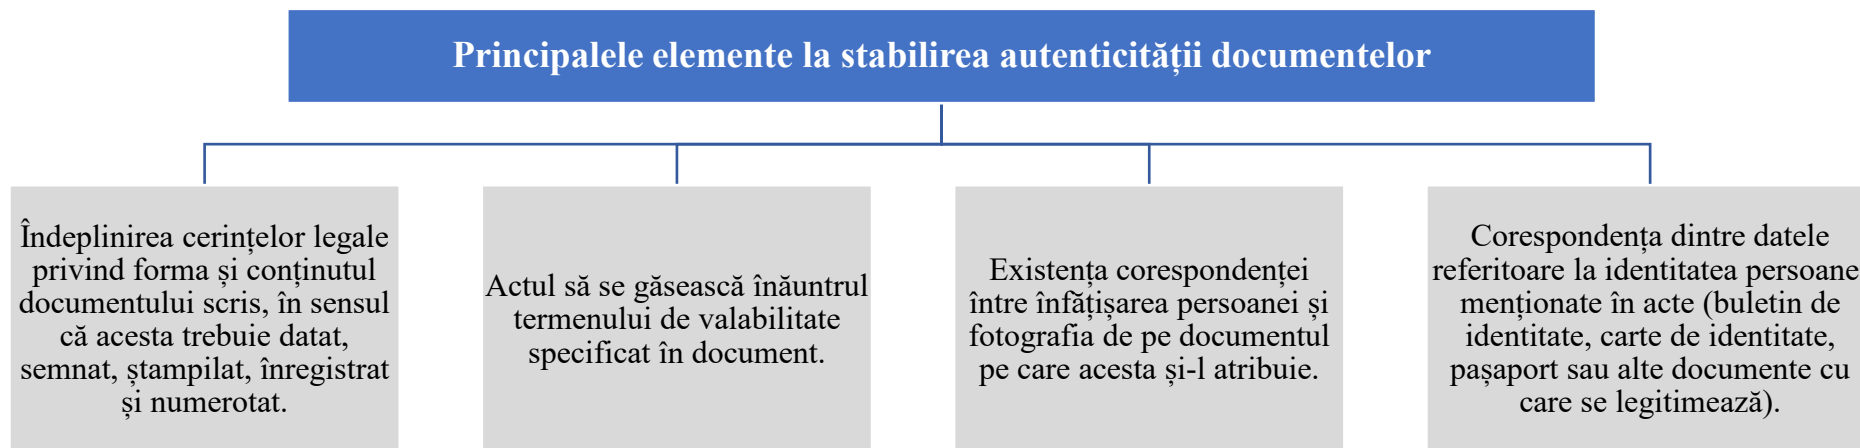 Principalele elemente la stabilirea autenticității documentelor
Îndeplinirea cerințelor legale
privind forma și conținutul
documentului scris, în sensul
că acesta trebuie datat,
semnat, ștampilat, înregistrat
și numerotat.
Actul să se găsească înăuntrul
termenului de valabilitate
specificat în document.
Existența corespondenței
între înfățișarea persoanei și
fotografia de pe documentul
pe care acesta și-l atribuie.
Corespondența dintre datele
referitoare la identitatea persoane
menționate în acte (buletin de
identitate, carte de identitate,
pașaport sau alte documente cu
care se legitimează).